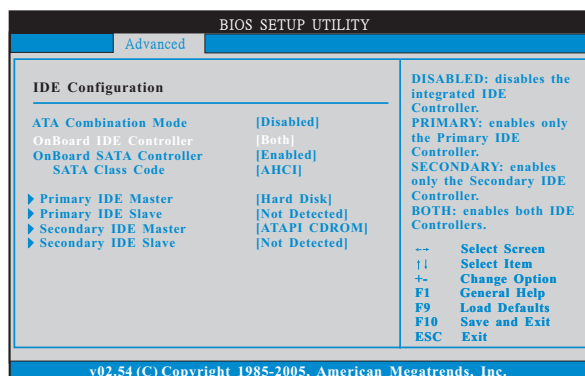 BIOS SETUP UTILITY
Advanced
IDE Configuration
ATA Combination Mode [Disabled]
OnBoard IDE Controller [Both]
OnBoard SATA Controller [Enabled]
SATA Class Code [AHCI]
Primary IDE Master [Hard Disk]
Primary IDE Slave [Not Detected]
Secondary IDE Master [ATAPI CDROM]
Secondary IDE Slave [Not Detected]
DISABLED: disables the
integrated IDE
Controller.
PRIMARY: enables only
the Primary IDE
Controller.
SECONDARY: enables
only the Secondary IDE
Controller.
BOTH: enables both IDE
Controllers.
←→ Select Screen
↑↓ Select Item
+- Change Option
F1 General Help
F9 Load Defaults
F10 Save and Exit
ESC Exit
v02.54 (C) Copyright 1985-2005, American Megatrends, Inc.